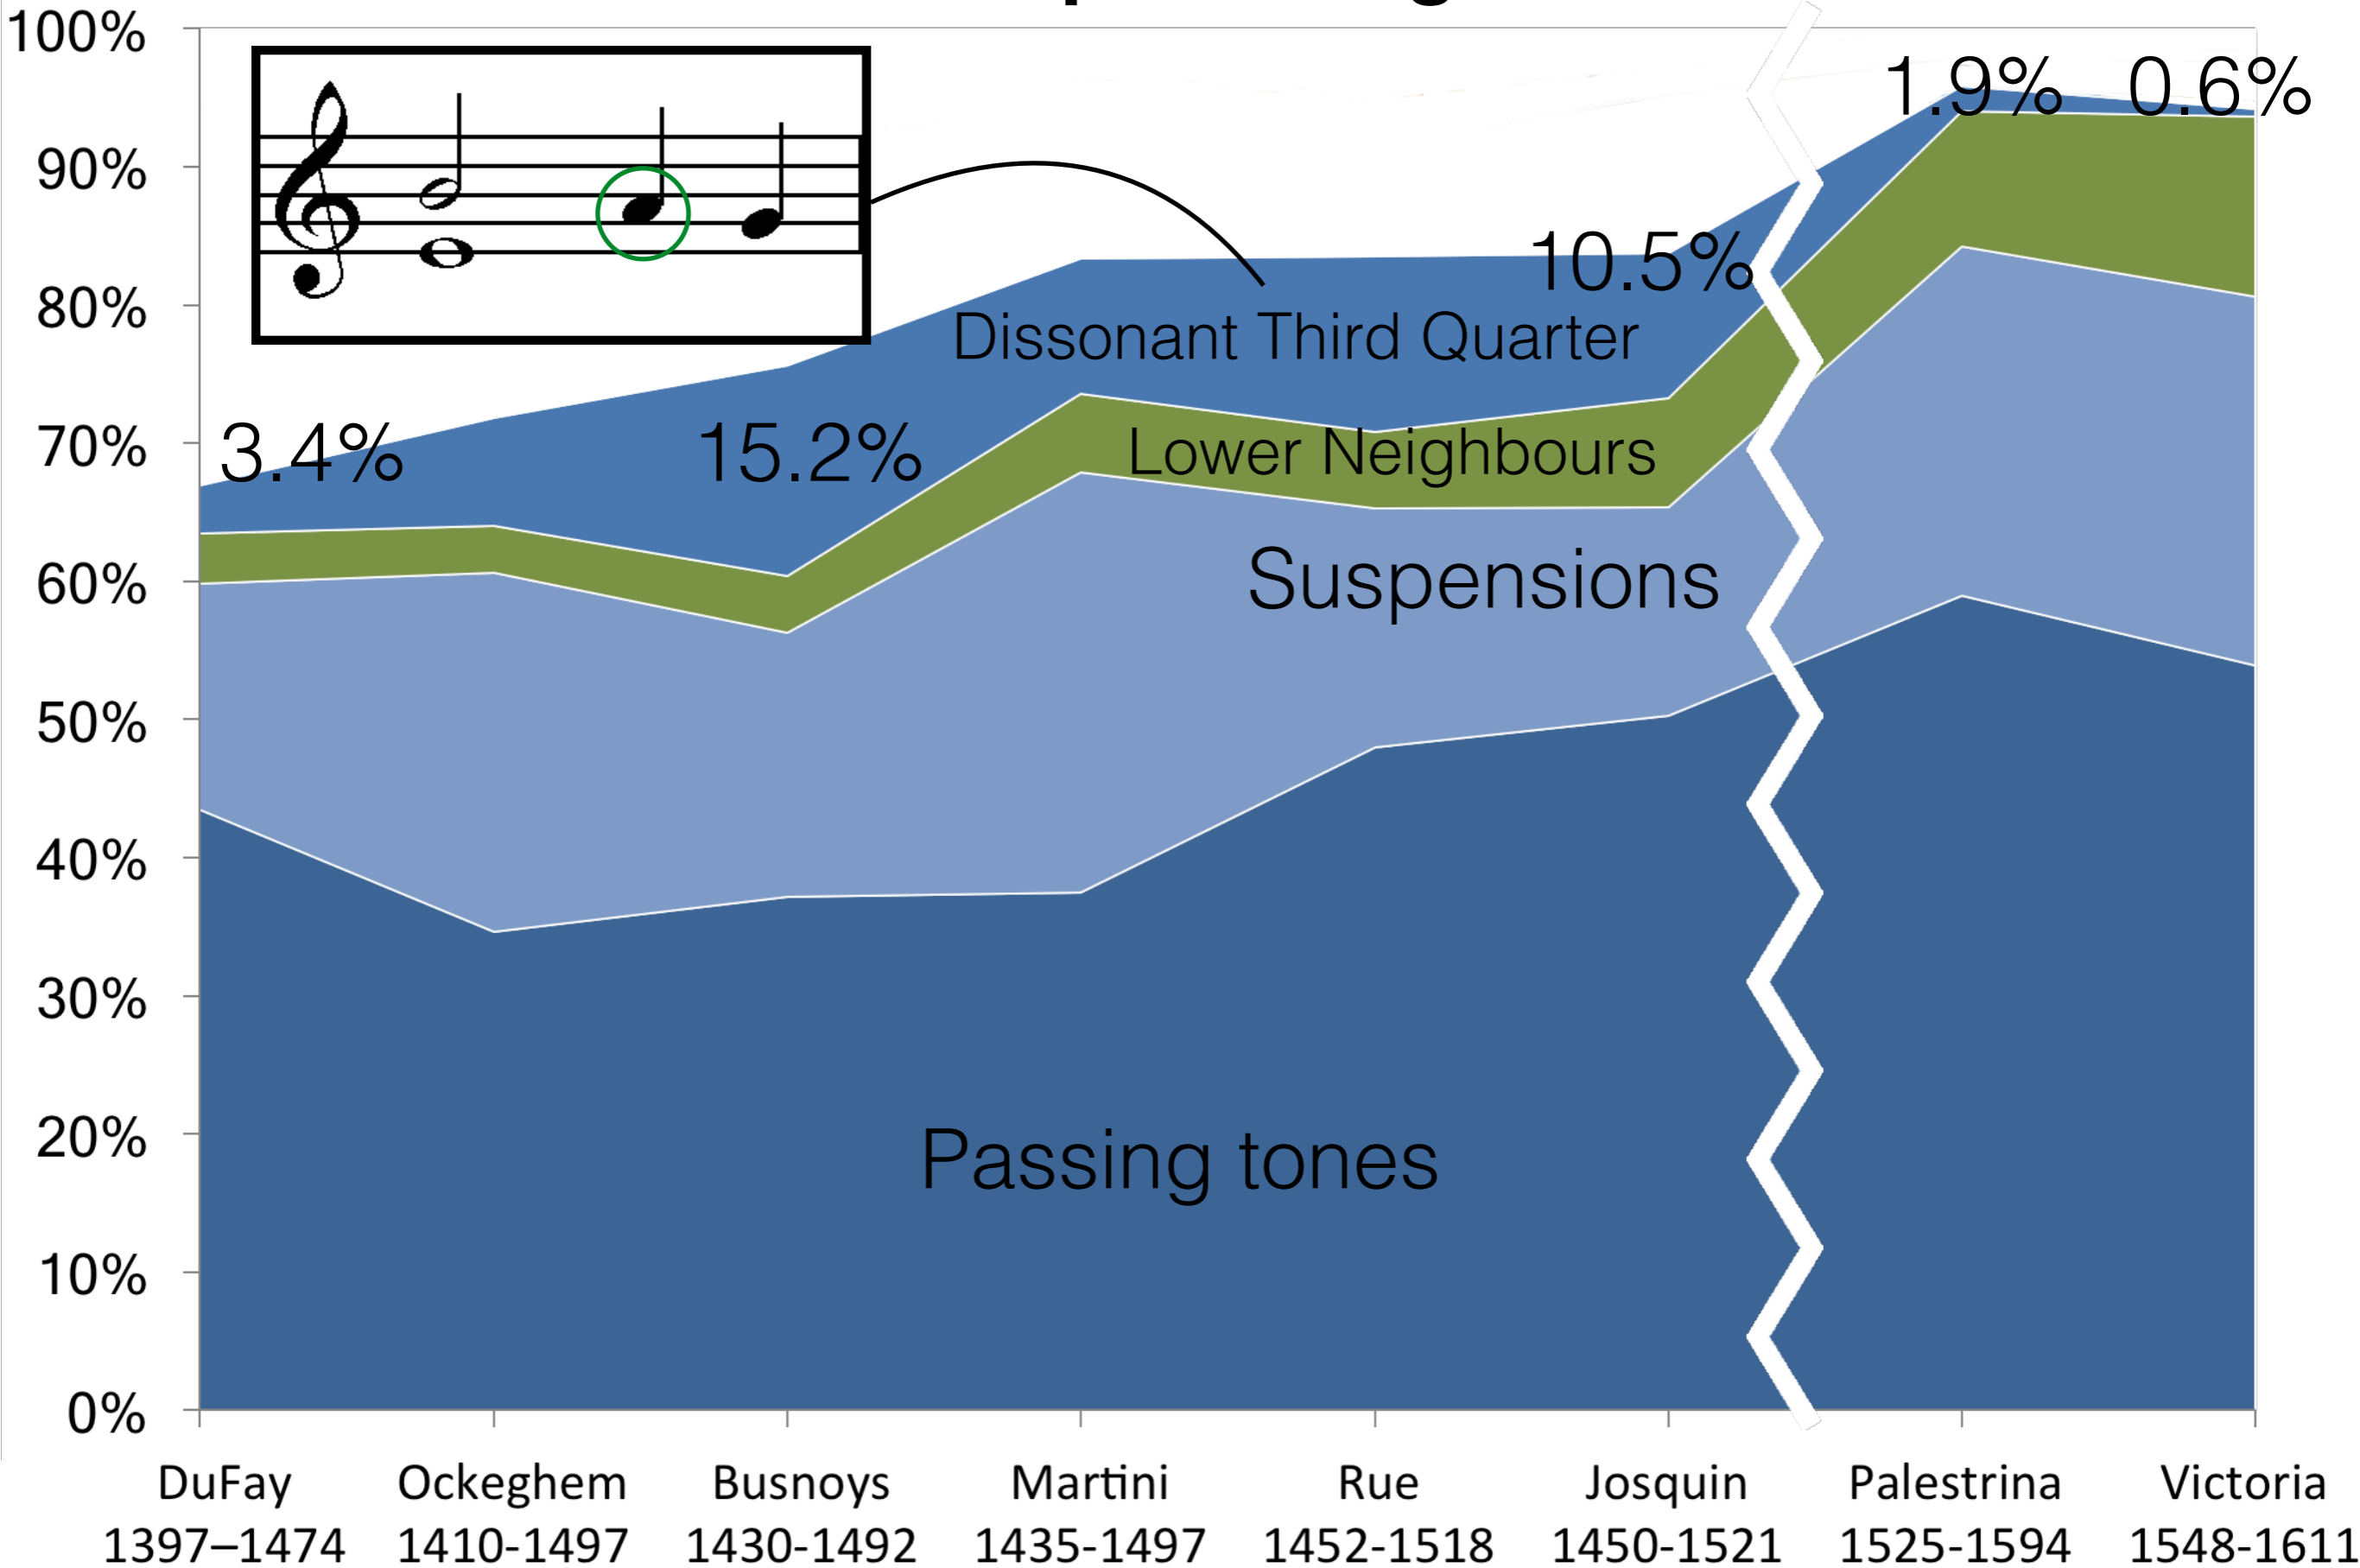 100%
90%
80%
70%
60%
50%
40%
30%
20%
10%
0%
1.9% 0.6%
10.5%
Dissonant Third Quarter
3.4% 15.2%
Lower Neighbours
Suspensions
Passing tones
DuFay Ockeghem Busnoys Martini Rue Josquin Palestrina Victoria
1397–1474 1410-1497 1430-1492 1435-1497 1452-1518 1450-1521 1525-1594 1548-1611